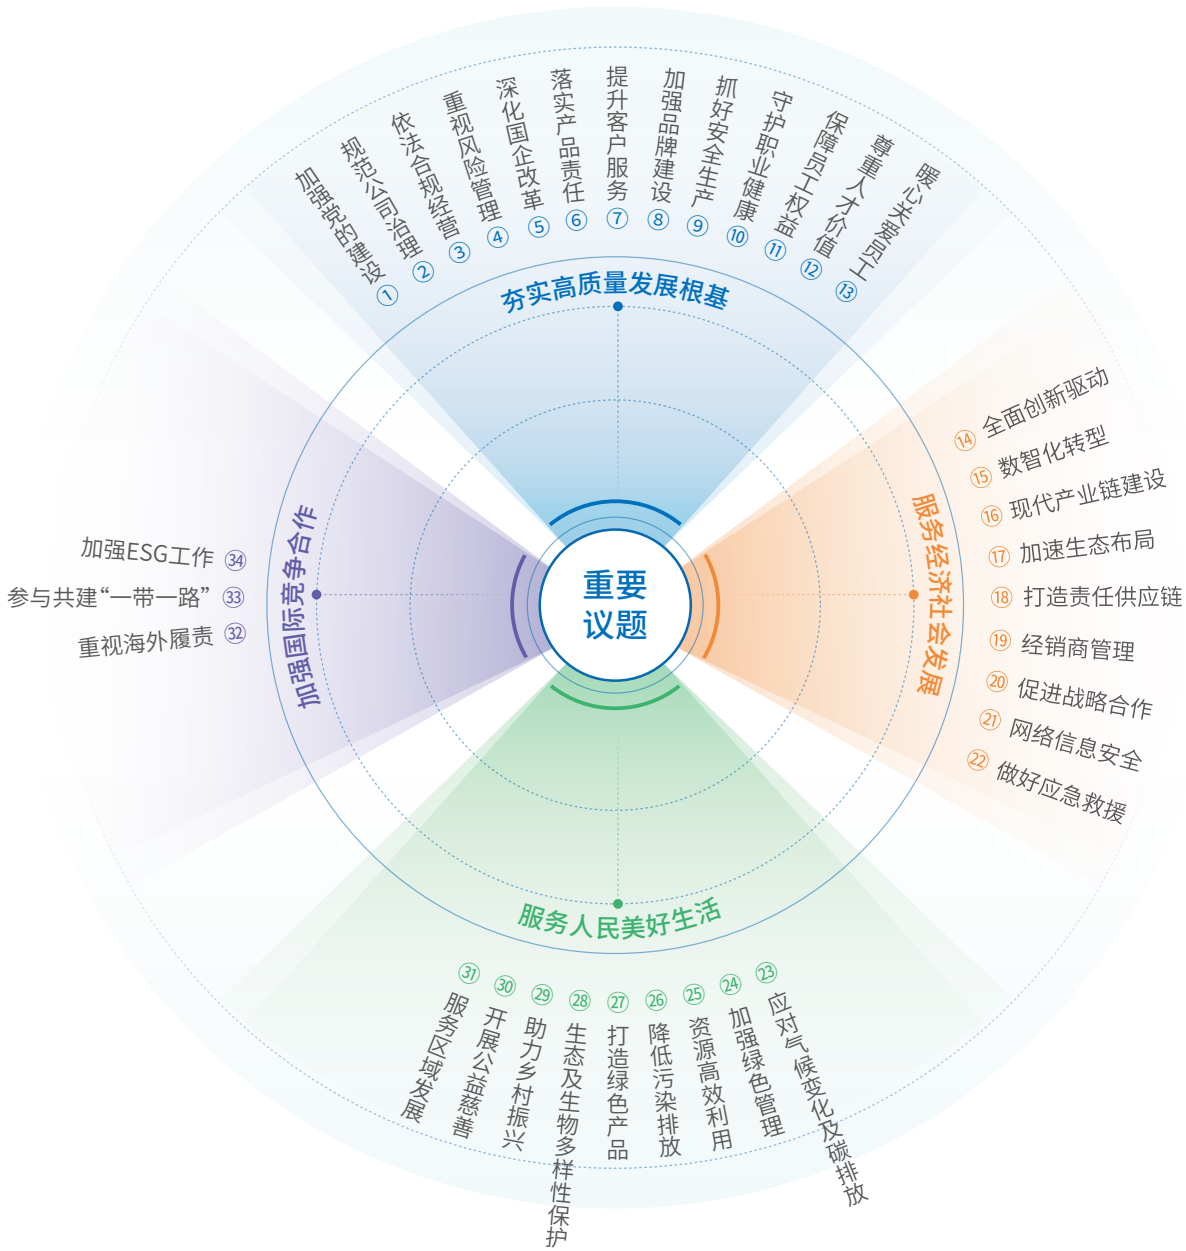 重要
议题
夯实高质量发展根基
加强党的建设 ①
规范公司治理 ②
依法合规经营 ③
重视风险管理 ④
深化国企改革 ⑤
落实产品责任 ⑥
提升客户服务 ⑦
加强品牌建设 ⑧
抓好安全生产 ⑨
守护职业健康 ⑩
保障员工权益 ⑪
尊重人才价值 ⑫
暖心关爱员工 ⑬
服务经济社会发展
⑭ 全面创新驱动
⑮ 数智化转型
⑯ 现代产业链建设
⑰ 加速生态布局
⑱ 打造责任供应链
⑲ 经销商管理
⑳ 促进战略合作
㉑ 网络信息安全
㉒ 做好应急救援
服务人民美好生活
㉓ 应对气候变化及碳排放
㉔ 加强绿色管理
㉕ 资源高效利用
㉖ 降低污染排放
㉗ 打造绿色产品
㉘ 生态及生物多样性保护
㉙ 助力乡村振兴
㉚ 开展公益慈善
㉛ 服务区域发展
加强国际竞争合作
重视海外履责 ㉜
参与共建“一带一路” ㉝
加强ESG工作 ㉞